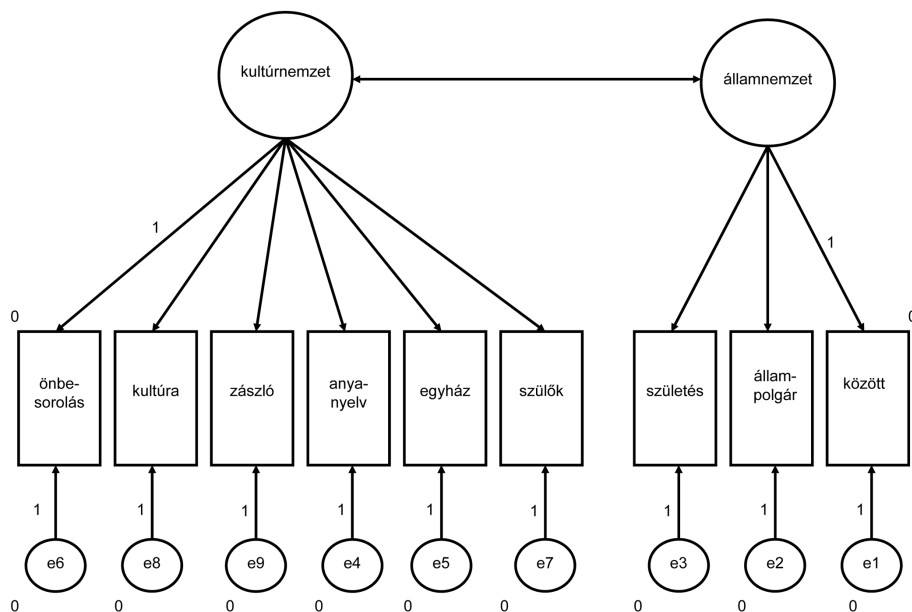 kultúrnemzet
államnemzet
1
1
0
0
önbe-
sorolás
kultúra
zászló
anya-
nyelv
egyház
szülők
születés
állam-
polgár
között
1
1
1
1
1
1
1
1
1
e6
e8
e9
e4
e5
e7
e3
e2
e1
0
0
0
0
0
0
0
0
0